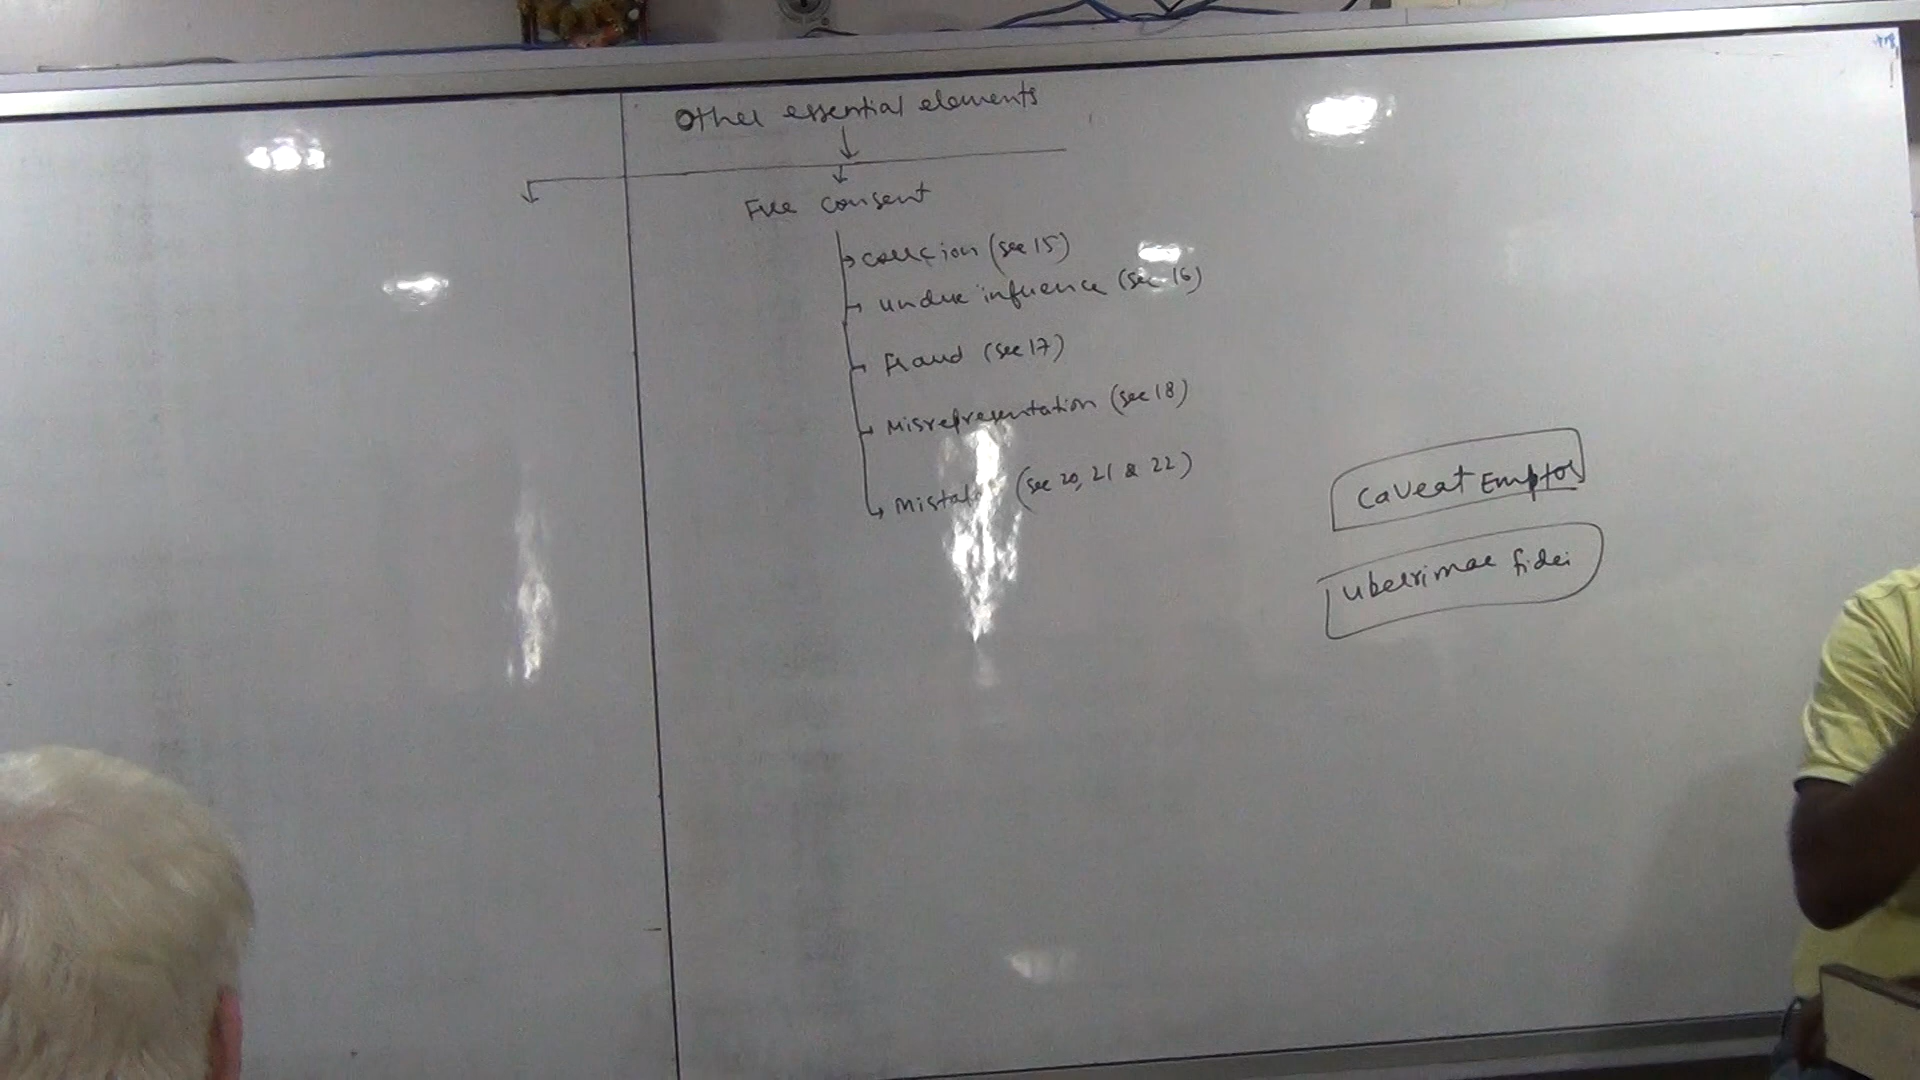 Other essential elements
Free consent
coercion (sec 15)
undue influence (sec 16)
Fraud (sec 17)
Misrepresentation (sec 18)
Mistake (sec 20, 21 & 22)
Caveat Emptor
uberrimae fidei